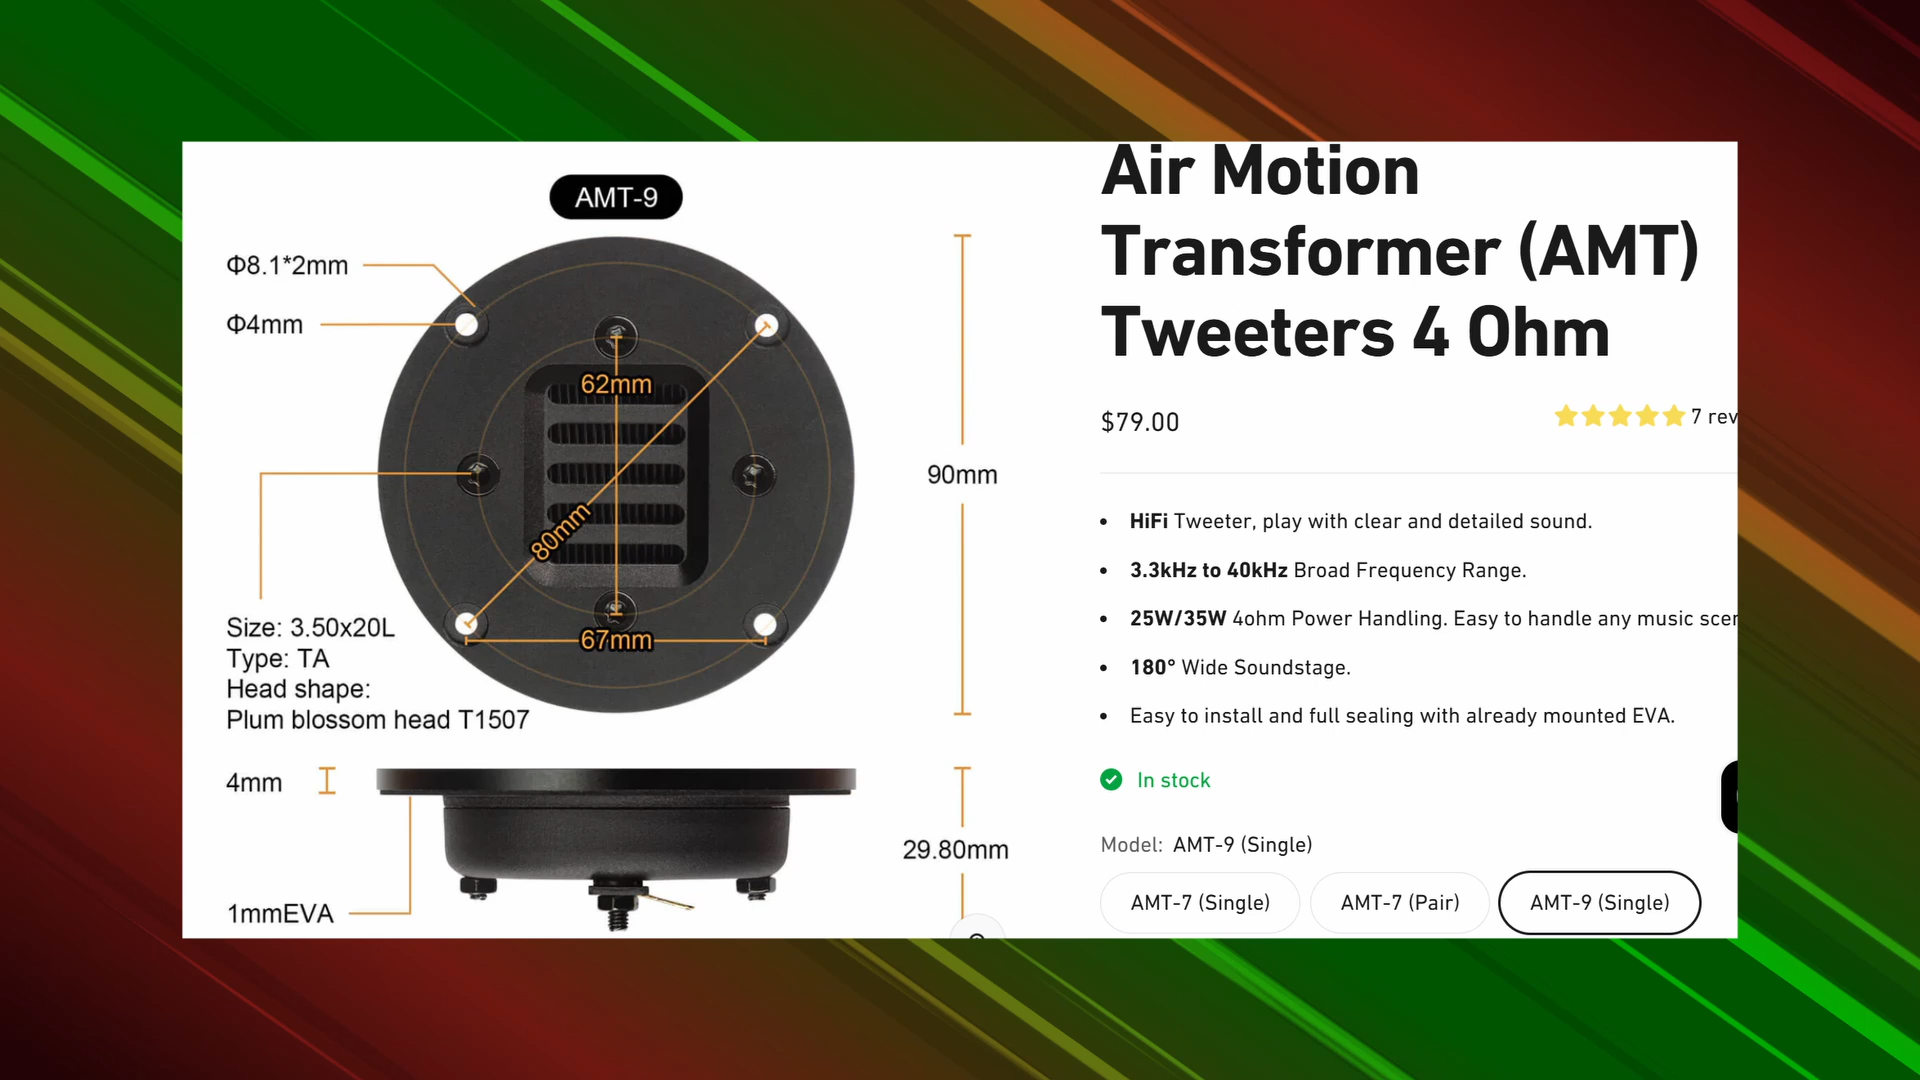 AMT-9
Φ8.1*2mm
Φ4mm
62mm
80mm
67mm
90mm
Size: 3.50x20L
Type: TA
Head shape:
Plum blossom head T1507
4mm
29.80mm
1mmEVA
Air Motion
Transformer (AMT)
Tweeters 4 Ohm
$79.00
7 rev
• HiFi Tweeter, play with clear and detailed sound.
• 3.3kHz to 40kHz Broad Frequency Range.
• 25W/35W 4ohm Power Handling. Easy to handle any music scer
• 180° Wide Soundstage.
• Easy to install and full sealing with already mounted EVA.
In stock
Model: AMT-9 (Single)
AMT-7 (Single)
AMT-7 (Pair)
AMT-9 (Single)